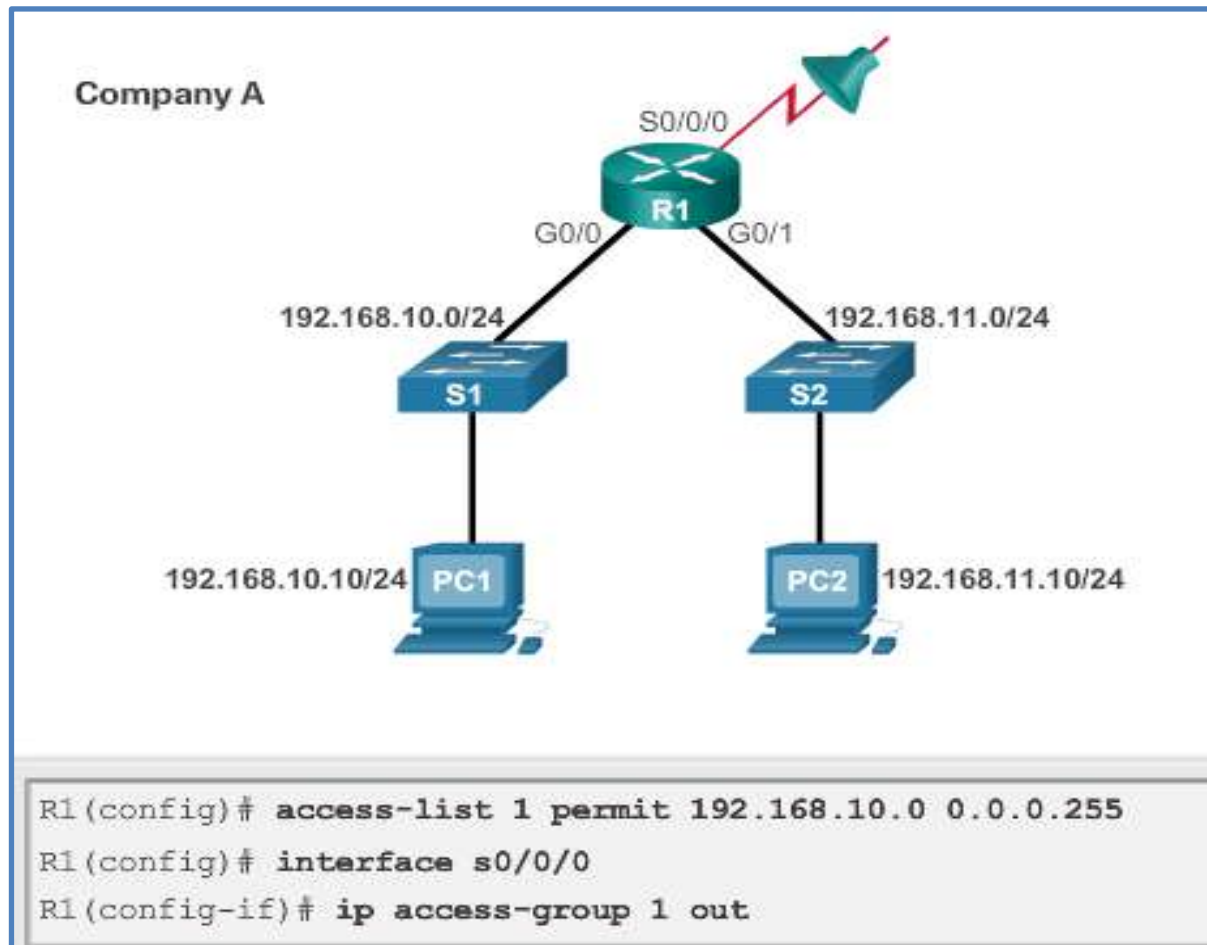 Company A
S0/0/0
R1
G0/0
G0/1
192.168.10.0/24
192.168.11.0/24
S1
S2
192.168.10.10/24
PC1
PC2
192.168.11.10/24
R1(config)# access-list 1 permit 192.168.10.0 0.0.0.255
R1(config)# interface s0/0/0
R1(config-if)# ip access-group 1 out